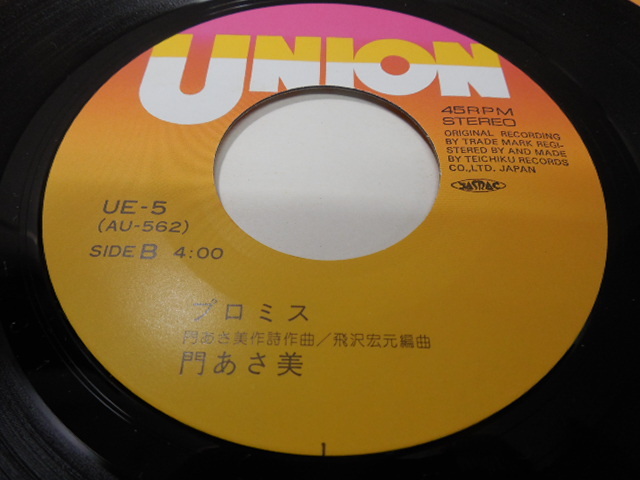 UNION
45RPM
STEREO
ORIGINAL RECORDING
BY TRADE MARK REGI-
STERED BY AND MADE
BY TEICHIKU RECORDS
CO.,LTD. JAPAN
JASRAC
UE-5
(AU-562)
SIDE B 4:00
プロミス
門あさ美作詩作曲/飛沢宏元編曲
門あさ美
1